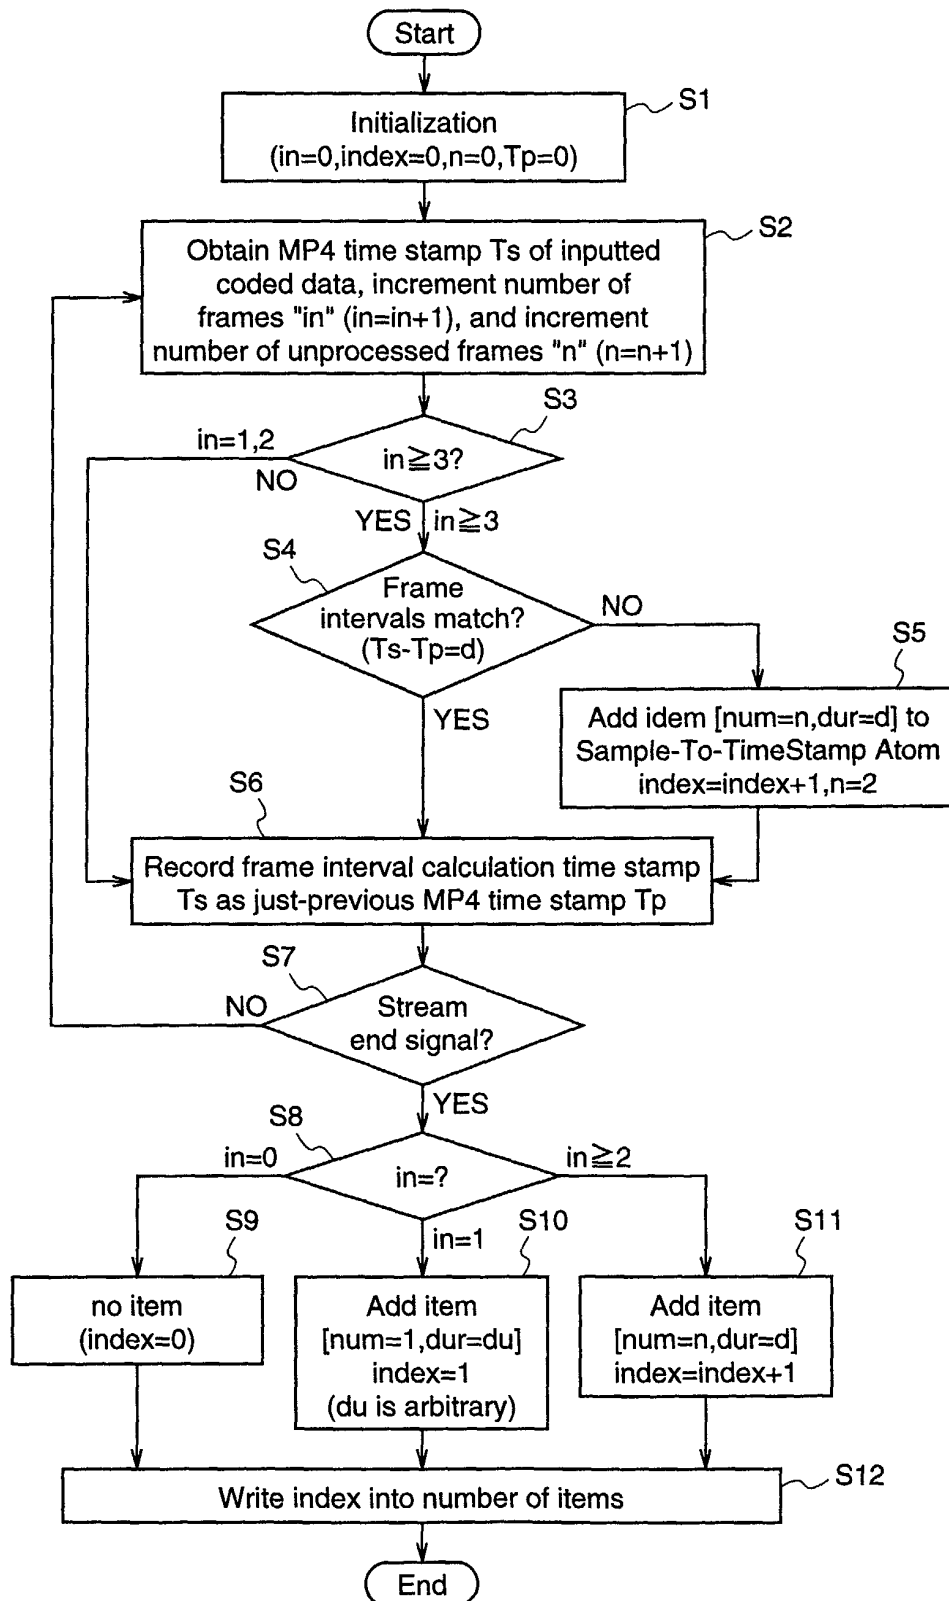 Start
S1
Initialization
(in=0,index=0,n=0,Tp=0)
S2
Obtain MP4 time stamp Ts of inputted
coded data, increment number of
frames "in" (in=in+1), and increment
number of unprocessed frames "n" (n=n+1)
S3
in=1,2
in≧3?
NO
YES in≧3
S4
Frame
intervals match?
(Ts-Tp=d)
NO
S5
YES
Add idem [num=n,dur=d] to
Sample-To-TimeStamp Atom
index=index+1,n=2
S6
Record frame interval calculation time stamp
Ts as just-previous MP4 time stamp Tp
S7
NO
Stream
end signal?
YES
S8
in=0
in=?
in≧2
in=1
S9
no item
(index=0)
S10
Add item
[num=1,dur=du]
index=1
(du is arbitrary)
S11
Add item
[num=n,dur=d]
index=index+1
S12
Write index into number of items
End